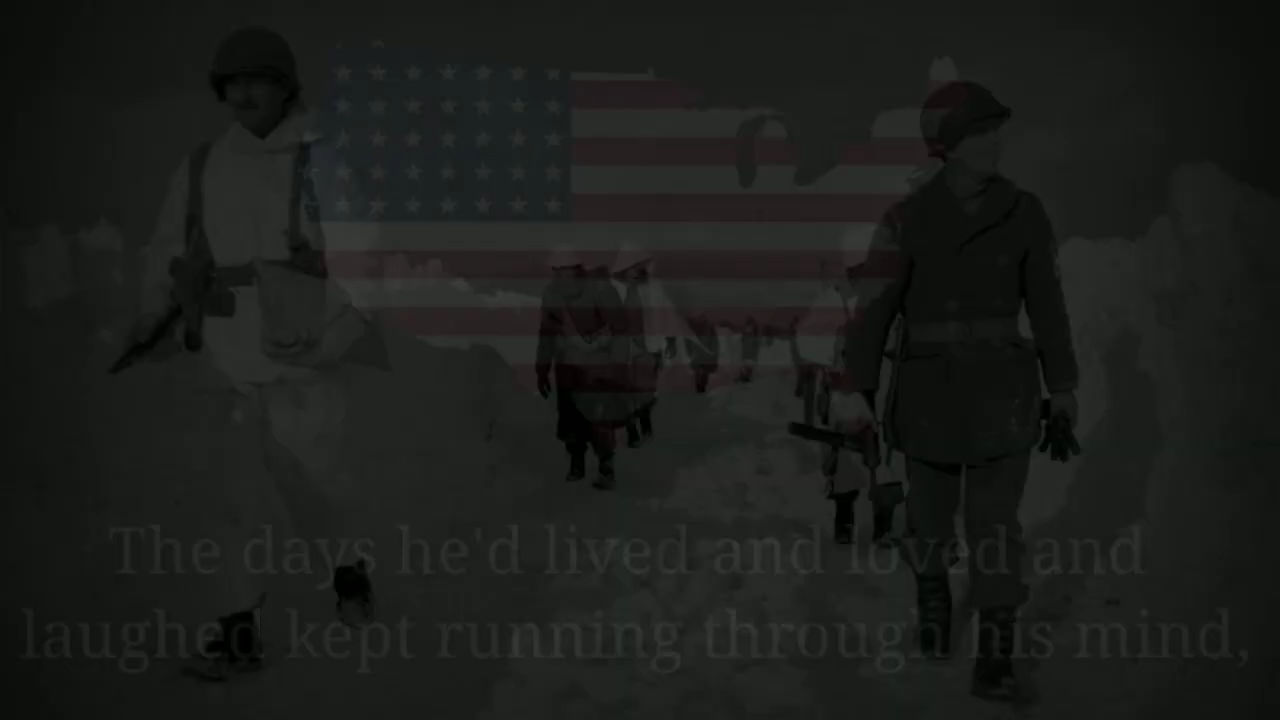 The days he'd lived and loved and
laughed kept running through his mind,